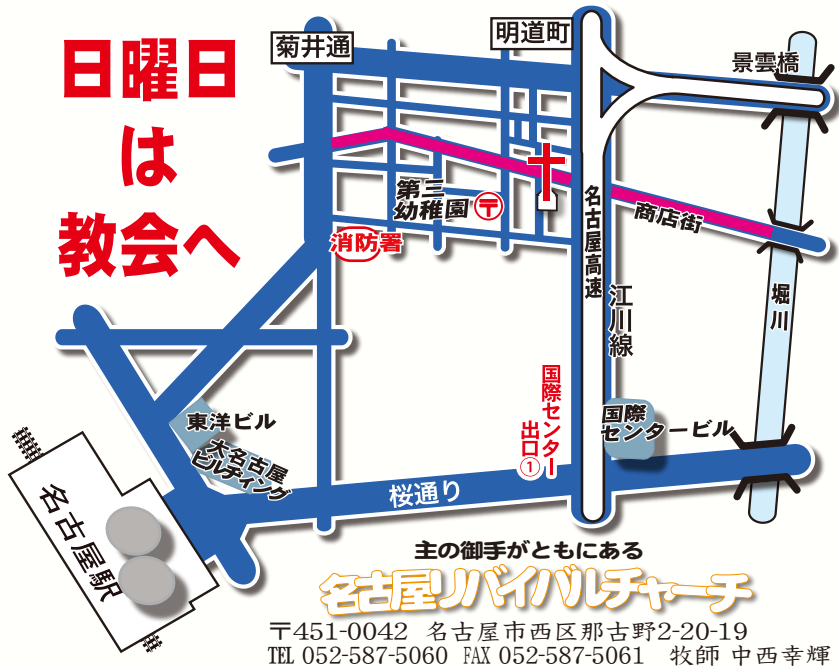 日曜日
は
教会へ
菊井通
明道町
景雲橋
第三
幼稚園
〒
消防署
商店街
名古屋高速
江川線
堀川
国際センター
出口①
国際
センタービル
東洋ビル
大名古屋
ビルディング
桜通り
名古屋駅
主の御手がともにある
名古屋リバイバルチャーチ
〒451-0042 名古屋市西区那古野2-20-19
TEL 052-587-5060 FAX 052-587-5061 牧師 中西幸輝